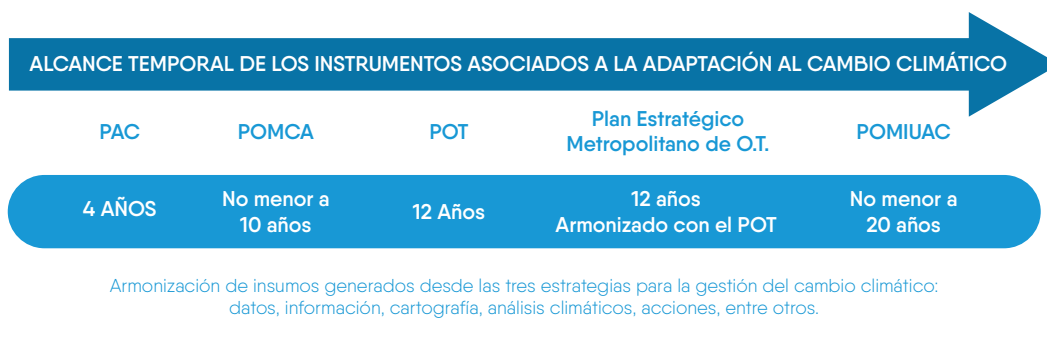 ALCANCE TEMPORAL DE LOS INSTRUMENTOS ASOCIADOS A LA ADAPTACIÓN AL CAMBIO CLIMÁTICO
PAC
POMCA
POT
Plan Estratégico
Metropolitano de O.T.
POMIUAC
4 AÑOS
No menor a
10 años
12 Años
12 años
Armonizado con el POT
No menor a
20 años
Armonización de insumos generados desde las tres estrategias para la gestión del cambio climático:
datos, información, cartografía, análisis climáticos, acciones, entre otros.